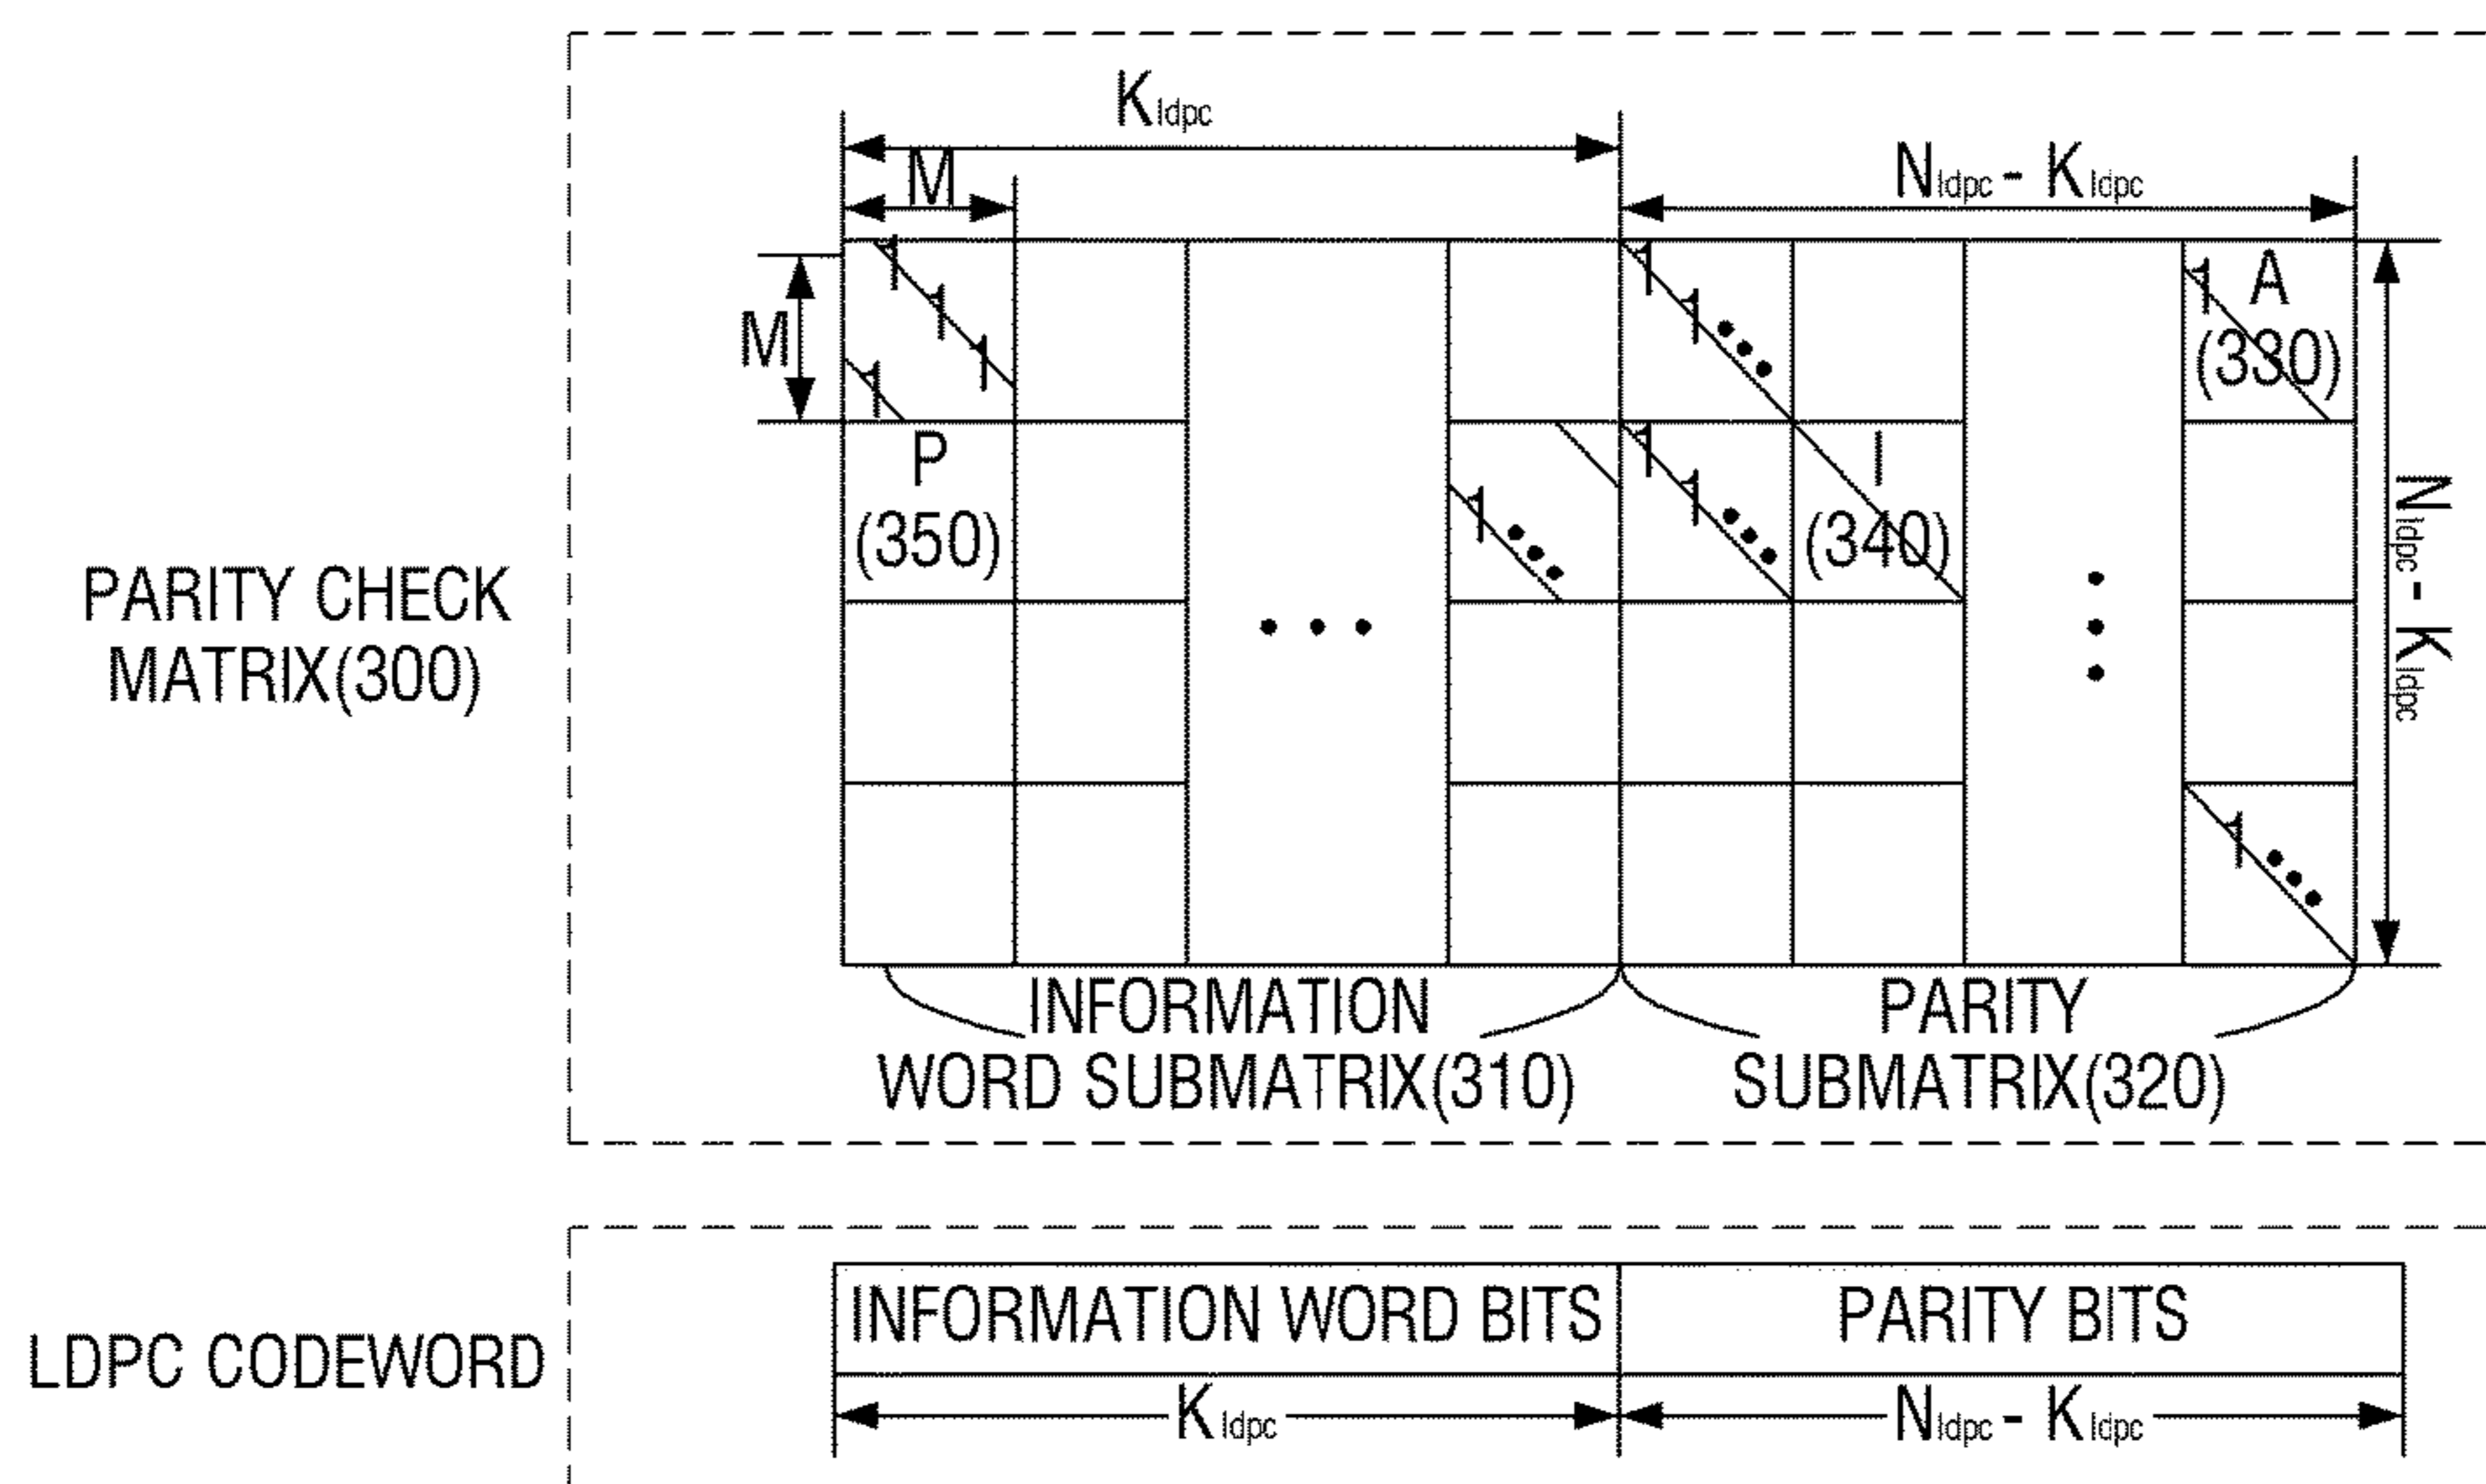 K ldpc
M
N ldpc - K ldpc
1 1 1 1
M
1 1
1
A
(330)
P
(350)
1
1 1
I
(340)
N ldpc - K ldpc
PARITY CHECK
MATRIX(300)
1
INFORMATION
WORD SUBMATRIX(310)
PARITY
SUBMATRIX(320)
LDPC CODEWORD
INFORMATION WORD BITS
PARITY BITS
K ldpc
N ldpc - K ldpc